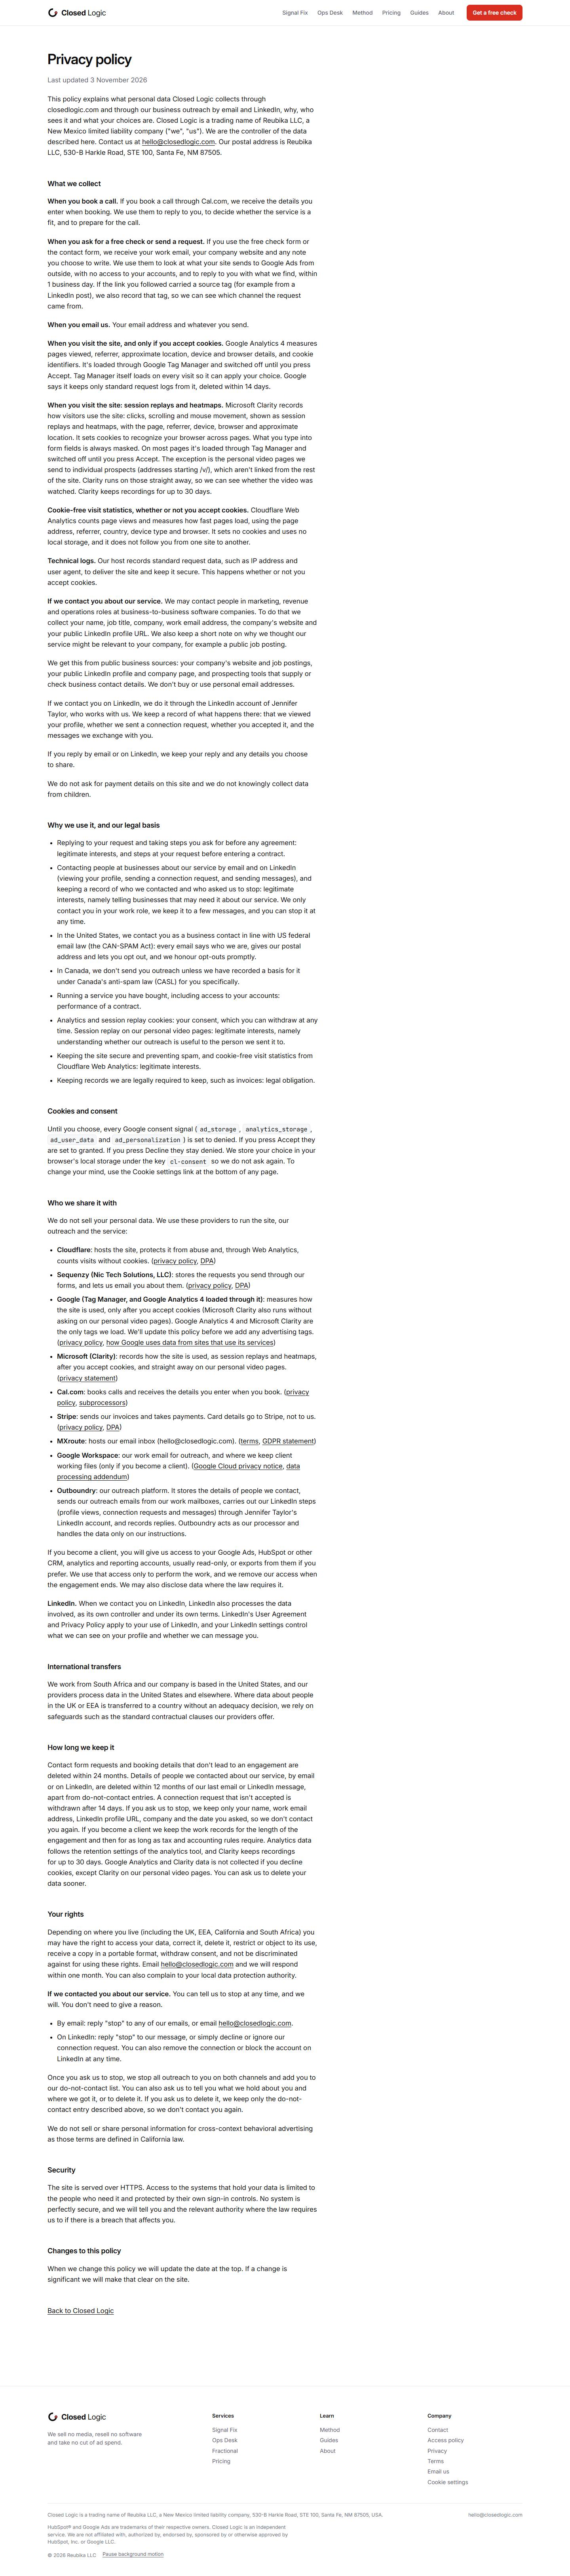 Closed Logic
Signal Fix
Ops Desk
Method
Pricing
Guides
About
Get a free check
Privacy policy
Last updated 3 November 2026
This policy explains what personal data Closed Logic collects through
closedlogic.com and through our business outreach by email and LinkedIn, why, who
sees it and what your choices are. Closed Logic is a trading name of Reubika LLC, a
New Mexico limited liability company ("we", "us"). We are the controller of the data
described here. Contact us at hello@closedlogic.com. Our postal address is Reubika
LLC, 530-B Harkle Road, STE 100, Santa Fe, NM 87505.
What we collect
When you book a call. If you book a call through Cal.com, we receive the details you
enter when booking. We use them to reply to you, to decide whether the service is a
fit, and to prepare for the call.
When you ask for a free check or send a request. If you use the free check form or
the contact form, we receive your work email, your company website and any note
you choose to write. We use them to look at what your site sends to Google Ads from
outside, with no access to your accounts, and to reply to you with what we find, within
1 business day. If the link you followed carried a source tag (for example from a
LinkedIn post), we also record that tag, so we can see which channel the request
came from.
When you email us. Your email address and whatever you send.
When you visit the site, and only if you accept cookies. Google Analytics 4 measures
pages viewed, referrer, approximate location, device and browser details, and cookie
identifiers. It's loaded through Google Tag Manager and switched off until you press
Accept. Tag Manager itself loads on every visit so it can apply your choice. Google
says it keeps only standard request logs from it, deleted within 14 days.
When you visit the site: session replays and heatmaps. Microsoft Clarity records
how visitors use the site: clicks, scrolling and mouse movement, shown as session
replays and heatmaps, with the page, referrer, device, browser and approximate
location. It sets cookies to recognize your browser across pages. What you type into
form fields is always masked. On most pages it's loaded through Tag Manager and
switched off until you press Accept. The exception is the personal video pages we
send to individual prospects (addresses starting /v/), which aren't linked from the rest
of the site. Clarity runs on those straight away, so we can see whether the video was
watched. Clarity keeps recordings for up to 30 days.
Cookie-free visit statistics, whether or not you accept cookies. Cloudflare Web
Analytics counts page views and measures how fast pages load, using the page
address, referrer, country, device type and browser. It sets no cookies and uses no
local storage, and it does not follow you from one site to another.
Technical logs. Our host records standard request data, such as IP address and
user agent, to deliver the site and keep it secure. This happens whether or not you
accept cookies.
If we contact you about our service. We may contact people in marketing, revenue
and operations roles at business-to-business software companies. To do that we
collect your name, job title, company, work email address, the company's website and
your public LinkedIn profile URL. We also keep a short note on why we thought our
service might be relevant to your company, for example a public job posting.
We get this from public business sources: your company's website and job postings,
your public LinkedIn profile and company page, and prospecting tools that supply or
check business contact details. We don't buy or use personal email addresses.
If we contact you on LinkedIn, we do it through the LinkedIn account of Jennifer
Taylor, who works with us. We keep a record of what happens there: that we viewed
your profile, whether we sent a connection request, whether you accepted it, and the
messages we exchange with you.
If you reply by email or on LinkedIn, we keep your reply and any details you choose
to share.
We do not ask for payment details on this site and we do not knowingly collect data
from children.
Why we use it, and our legal basis
• Replying to your request and taking steps you ask for before any agreement:
legitimate interests, and steps at your request before entering a contract.
• Contacting people at businesses about our service by email and on LinkedIn
(viewing your profile, sending a connection request, and sending messages), and
keeping a record of who we contacted and who asked us to stop: legitimate
interests, namely telling businesses that may need it about our service. We only
contact you in your work role, we keep it to a few messages, and you can stop it at
any time.
• In the United States, we contact you as a business contact in line with US federal
email law (the CAN-SPAM Act): every email says who we are, gives our postal
address and lets you opt out, and we honour opt-outs promptly.
• In Canada, we don't send you outreach unless we have recorded a basis for it
under Canada's anti-spam law (CASL) for you specifically.
• Running a service you have bought, including access to your accounts:
performance of a contract.
• Analytics and session replay cookies: your consent, which you can withdraw at any
time. Session replay on our personal video pages: legitimate interests, namely
understanding whether our outreach is useful to the person we sent it to.
• Keeping the site secure and preventing spam, and cookie-free visit statistics from
Cloudflare Web Analytics: legitimate interests.
• Keeping records we are legally required to keep, such as invoices: legal obligation.
Cookies and consent
Until you choose, every Google consent signal ( ad_storage , analytics_storage ,
ad_user_data and ad_personalization ) is set to denied. If you press Accept they
are set to granted. If you press Decline they stay denied. We store your choice in your
browser's local storage under the key cl-consent so we do not ask again. To
change your mind, use the Cookie settings link at the bottom of any page.
Who we share it with
We do not sell your personal data. We use these providers to run the site, our
outreach and the service:
• Cloudflare: hosts the site, protects it from abuse and, through Web Analytics,
counts visits without cookies. (privacy policy, DPA)
• Sequenzy (Nic Tech Solutions, LLC): stores the requests you send through our
forms, and lets us email you about them. (privacy policy, DPA)
• Google (Tag Manager, and Google Analytics 4 loaded through it): measures how
the site is used, only after you accept cookies (Microsoft Clarity also runs without
asking on our personal video pages). Google Analytics 4 and Microsoft Clarity are
the only tags we load. We'll update this policy before we add any advertising tags.
(privacy policy, how Google uses data from sites that use its services)
• Microsoft (Clarity): records how the site is used, as session replays and heatmaps,
after you accept cookies, and straight away on our personal video pages.
(privacy statement)
• Cal.com: books calls and receives the details you enter when you book. (privacy
policy, subprocessors)
• Stripe: sends our invoices and takes payments. Card details go to Stripe, not to us.
(privacy policy, DPA)
• MXroute: hosts our email inbox (hello@closedlogic.com). (terms, GDPR statement)
• Google Workspace: our work email for outreach, and where we keep client
working files (only if you become a client). (Google Cloud privacy notice, data
processing addendum)
• Outboundry: our outreach platform. It stores the details of people we contact,
sends our outreach emails from our work mailboxes, carries out our LinkedIn steps
(profile views, connection requests and messages) through Jennifer Taylor's
LinkedIn account, and records replies. Outboundry acts as our processor and
handles the data only on our instructions.
If you become a client, you will give us access to your Google Ads, HubSpot or other
CRM, analytics and reporting accounts, usually read-only, or exports from them if you
prefer. We use that access only to perform the work, and we remove our access when
the engagement ends. We may also disclose data where the law requires it.
LinkedIn. When we contact you on LinkedIn, LinkedIn also processes the data
involved, as its own controller and under its own terms. LinkedIn's User Agreement
and Privacy Policy apply to your use of LinkedIn, and your LinkedIn settings control
what we can see on your profile and whether we can message you.
International transfers
We work from South Africa and our company is based in the United States, and our
providers process data in the United States and elsewhere. Where data about people
in the UK or EEA is transferred to a country without an adequacy decision, we rely on
safeguards such as the standard contractual clauses our providers offer.
How long we keep it
Contact form requests and booking details that don't lead to an engagement are
deleted within 24 months. Details of people we contacted about our service, by email
or on LinkedIn, are deleted within 12 months of our last email or LinkedIn message,
apart from do-not-contact entries. A connection request that isn't accepted is
withdrawn after 14 days. If you ask us to stop, we keep only your name, work email
address, LinkedIn profile URL, company and the date you asked, so we don't contact
you again. If you become a client we keep the work records for the length of the
engagement and then for as long as tax and accounting rules require. Analytics data
follows the retention settings of the analytics tool, and Clarity keeps recordings
for up to 30 days. Google Analytics and Clarity data is not collected if you decline
cookies, except Clarity on our personal video pages. You can ask us to delete your
data sooner.
Your rights
Depending on where you live (including the UK, EEA, California and South Africa) you
may have the right to access your data, correct it, delete it, restrict or object to its use,
receive a copy in a portable format, withdraw consent, and not be discriminated
against for using these rights. Email hello@closedlogic.com and we will respond
within one month. You can also complain to your local data protection authority.
If we contacted you about our service. You can tell us to stop at any time, and we
will. You don't need to give a reason.
• By email: reply "stop" to any of our emails, or email hello@closedlogic.com.
• On LinkedIn: reply "stop" to our message, or simply decline or ignore our
connection request. You can also remove the connection or block the account on
LinkedIn at any time.
Once you ask us to stop, we stop all outreach to you on both channels and add you to
our do-not-contact list. You can also ask us to tell you what we hold about you and
where we got it, or to delete it. If you ask us to delete it, we keep only the do-not-
contact entry described above, so we don't contact you again.
We do not sell or share personal information for cross-context behavioral advertising
as those terms are defined in California law.
Security
The site is served over HTTPS. Access to the systems that hold your data is limited to
the people who need it and protected by their own sign-in controls. No system is
perfectly secure, and we will tell you and the relevant authority where the law requires
us to if there is a breach that affects you.
Changes to this policy
When we change this policy we will update the date at the top. If a change is
significant we will make that clear on the site.
Back to Closed Logic
Closed Logic
We sell no media, resell no software
and take no cut of ad spend.
Services
Signal Fix
Ops Desk
Fractional
Pricing
Learn
Method
Guides
About
Company
Contact
Access policy
Privacy
Terms
Email us
Cookie settings
Closed Logic is a trading name of Reubika LLC, a New Mexico limited liability company, 530-B Harkle Road, STE 100, Santa Fe, NM 87505, USA.
hello@closedlogic.com
HubSpot® and Google Ads are trademarks of their respective owners. Closed Logic is an independent
service. We are not affiliated with, authorized by, endorsed by, sponsored by or otherwise approved by
HubSpot, Inc. or Google LLC.
© 2026 Reubika LLC
Pause background motion